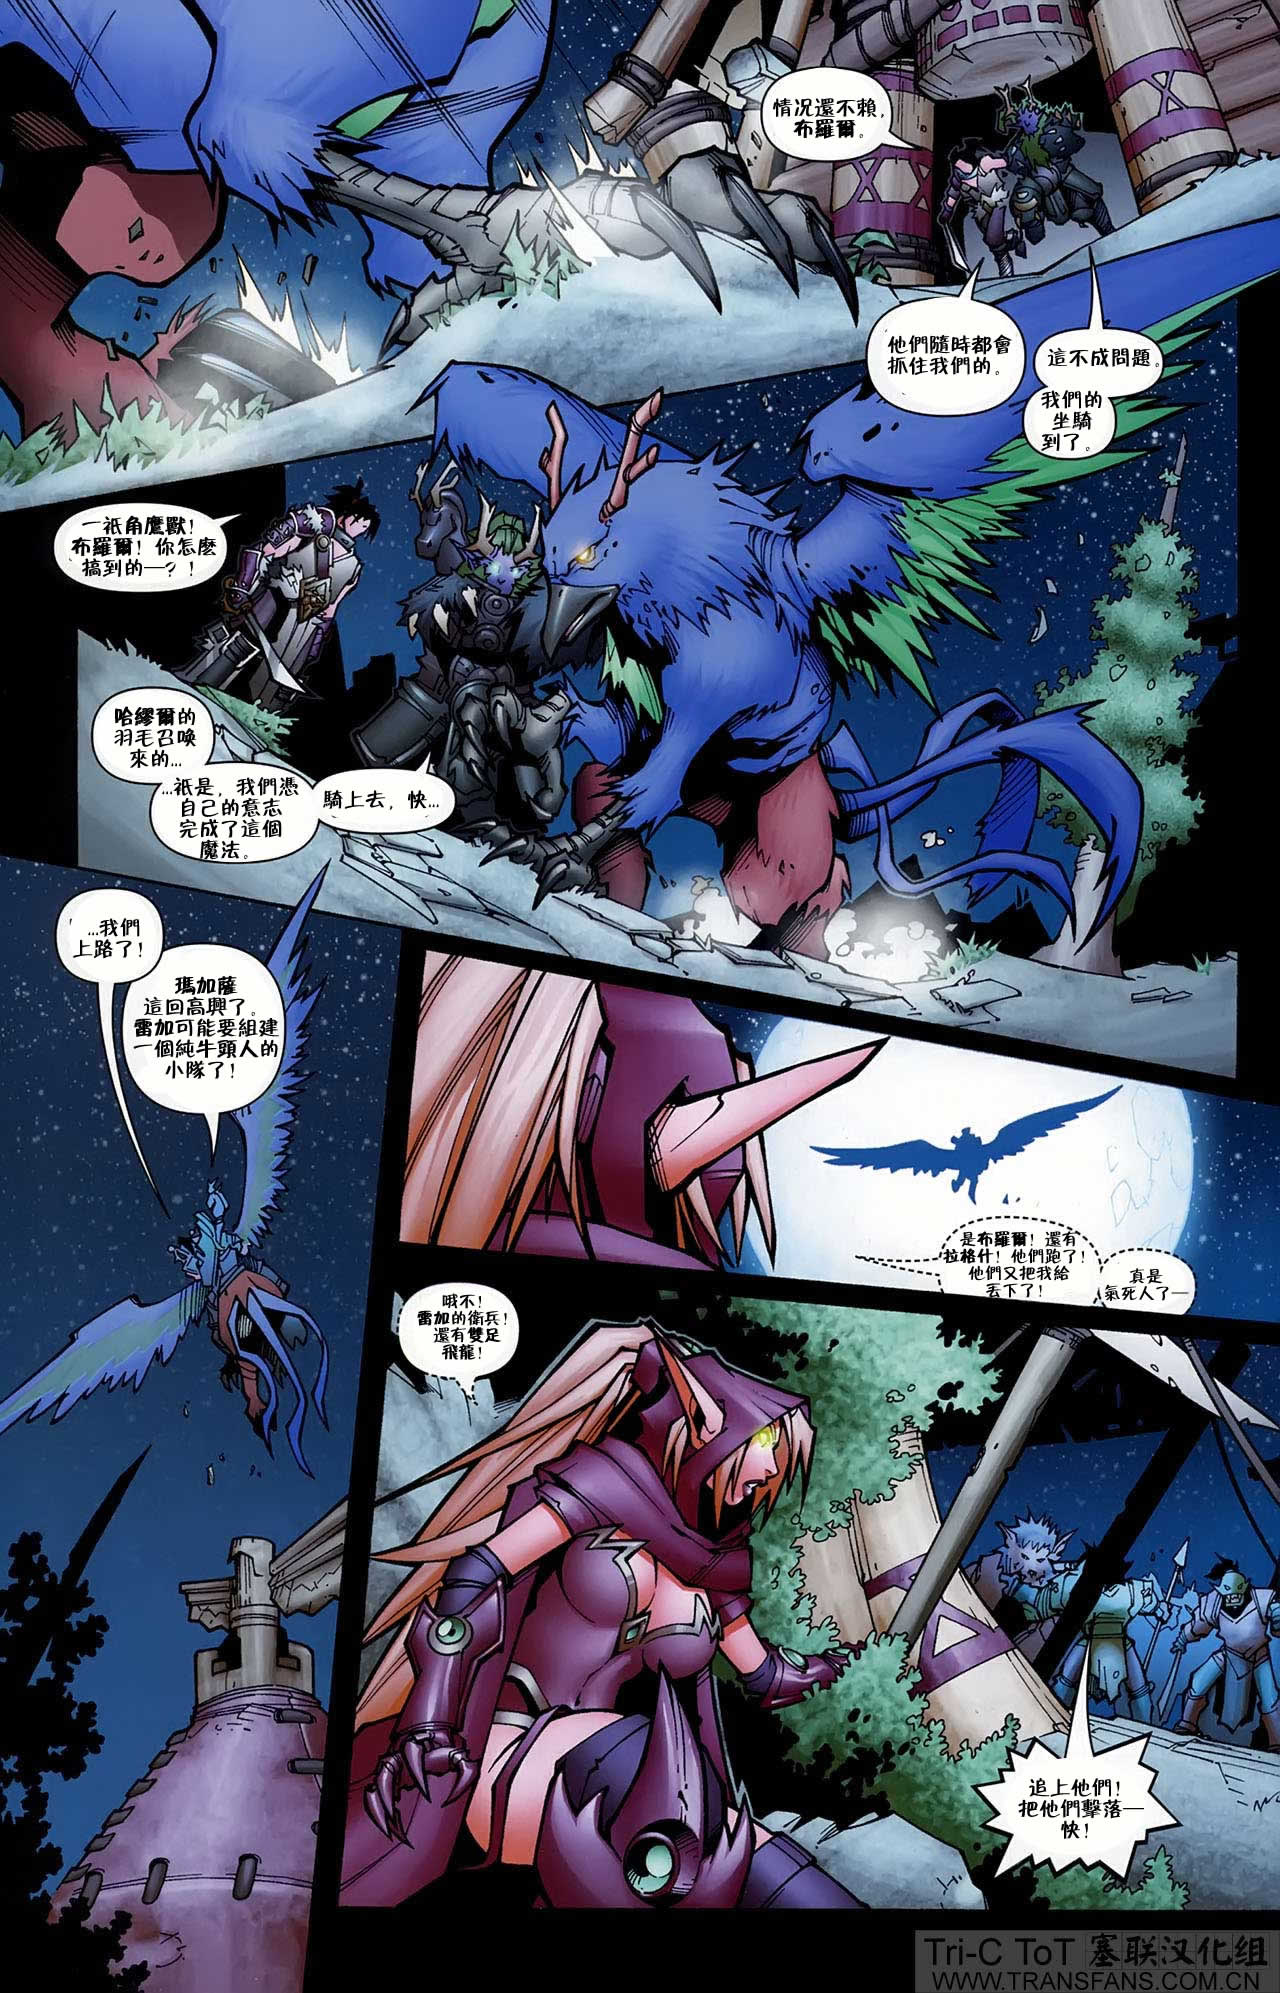 情況還不賴，
布羅爾。
他們隨時都會
抓住我們的。
這不成問題。
我們的
坐騎
到了。
一衹角鷹獸！
布羅爾！你怎麼
搞到的—？！
哈繆爾的
羽毛召喚
來的…
…衹是，我們憑
自己的意志
完成了這個
魔法。
騎上去，快…
…我們
上路了！
瑪加薩
這回高興了。
雷加可能要組建
一個純牛頭人的
小隊了！
是布羅爾！還有
拉格什！他們跑了！
他們又把我給
丟下了！
真是
氣死人了—
哦不！
雷加的衛兵！
還有雙足
飛龍！
追上他們！
把他們擊落—
快！
Tri-C ToT 塞联汉化组
WWW.TRANSFANS.COM.CN